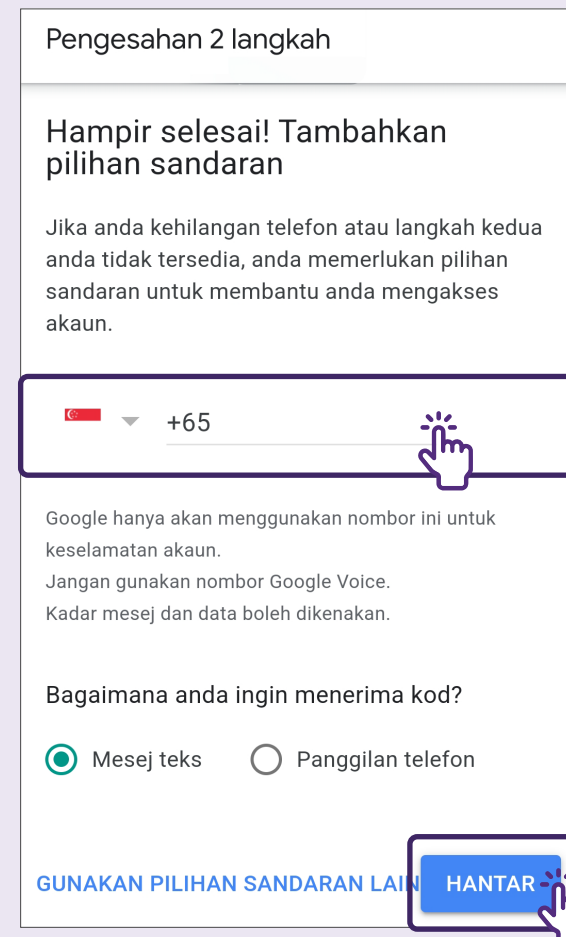 Pengesahan 2 langkah
Hampir selesai! Tambahkan
pilihan sandaran
Jika anda kehilangan telefon atau langkah kedua
anda tidak tersedia, anda memerlukan pilihan
sandaran untuk membantu anda mengakses
akaun.
+65
Google hanya akan menggunakan nombor ini untuk
keselamatan akaun.
Jangan gunakan nombor Google Voice.
Kadar mesej dan data boleh dikenakan.
Bagaimana anda ingin menerima kod?
Mesej teks Panggilan telefon
GUNAKAN PILIHAN SANDARAN LAIN HANTAR